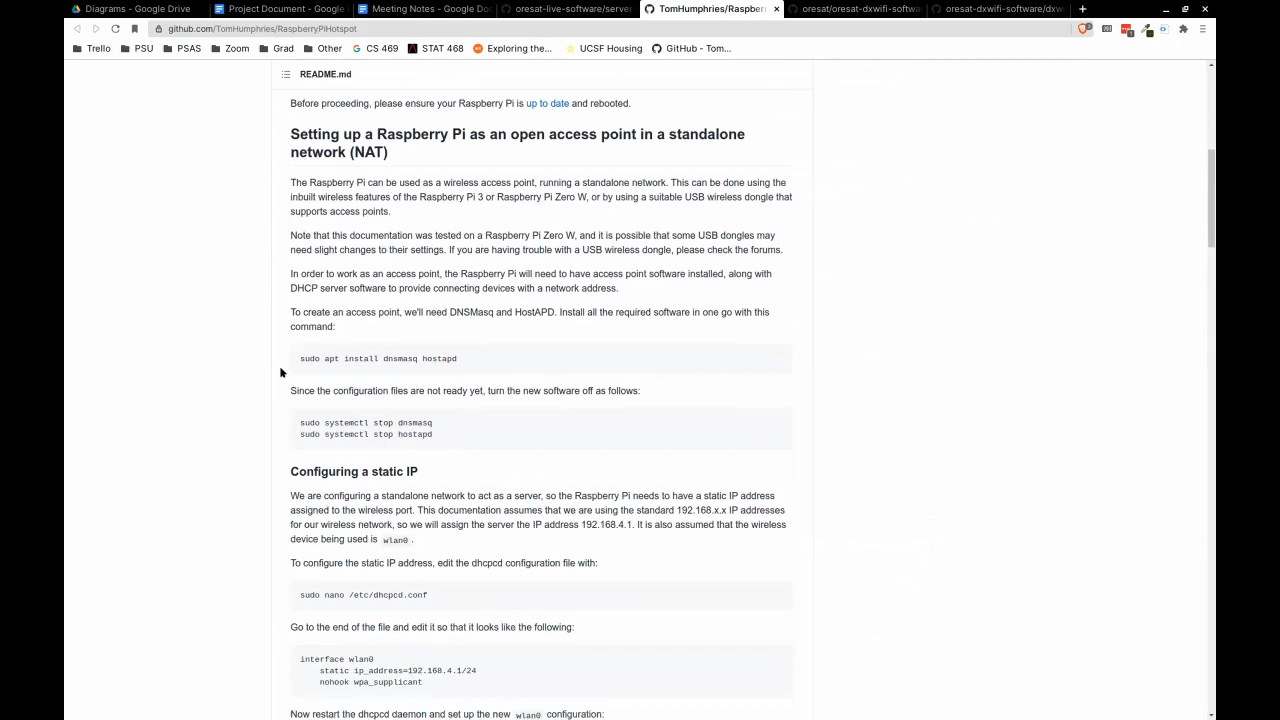 Diagrams - Google Drive
Project Document - Google
Meeting Notes - Google Doc
oresat-live-software/server
TomHumphries/Raspberr
oresat/oresat-dxwifi-softwa
oresat-dxwifi-software/dxw
github.com/TomHumphries/RaspberryPiHotspot
Trello
PSU
PSAS
Zoom
Grad
Other
CS 469
STAT 468
Exploring the...
UCSF Housing
GitHub - Tom...
README.md
Before proceeding, please ensure your Raspberry Pi is up to date and rebooted.
Setting up a Raspberry Pi as an open access point in a standalone
network (NAT)
The Raspberry Pi can be used as a wireless access point, running a standalone network. This can be done using the
inbuilt wireless features of the Raspberry Pi 3 or Raspberry Pi Zero W, or by using a suitable USB wireless dongle that
supports access points.
Note that this documentation was tested on a Raspberry Pi Zero W, and it is possible that some USB dongles may
need slight changes to their settings. If you are having trouble with a USB wireless dongle, please check the forums.
In order to work as an access point, the Raspberry Pi will need to have access point software installed, along with
DHCP server software to provide connecting devices with a network address.
To create an access point, we'll need DNSMasq and HostAPD. Install all the required software in one go with this
command:
sudo apt install dnsmasq hostapd
Since the configuration files are not ready yet, turn the new software off as follows:
sudo systemctl stop dnsmasq
sudo systemctl stop hostapd
Configuring a static IP
We are configuring a standalone network to act as a server, so the Raspberry Pi needs to have a static IP address
assigned to the wireless port. This documentation assumes that we are using the standard 192.168.x.x IP addresses
for our wireless network, so we will assign the server the IP address 192.168.4.1. It is also assumed that the wireless
device being used is wlan0.
To configure the static IP address, edit the dhcpcd configuration file with:
sudo nano /etc/dhcpcd.conf
Go to the end of the file and edit it so that it looks like the following:
interface wlan0
static ip_address=192.168.4.1/24
nohook wpa_supplicant
Now restart the dhcpcd daemon and set up the new wlan0 configuration: